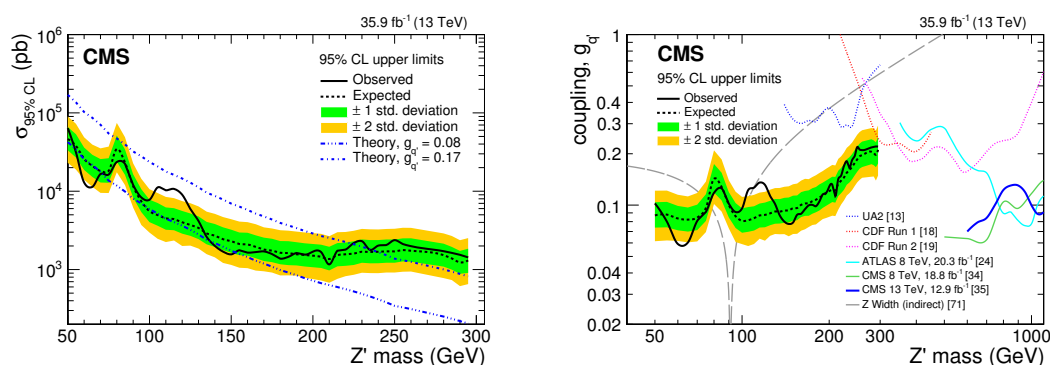 35.9 fb⁻¹ (13 TeV)
CMS
95% CL upper limits
Observed
Expected
± 1 std. deviation
± 2 std. deviation
Theory, g_q' = 0.08
Theory, g_q' = 0.17
σ_95% CL (pb)
10⁶
10⁵
10⁴
10³
50 100 150 200 250 300
Z' mass (GeV)
35.9 fb⁻¹ (13 TeV)
CMS
95% CL upper limits
Observed
Expected
± 1 std. deviation
± 2 std. deviation
coupling, g_q'
1
0.4
0.3
0.2
0.1
0.04
0.02
UA2 [13]
CDF Run 1 [18]
CDF Run 2 [19]
ATLAS 8 TeV, 20.3 fb⁻¹ [24]
CMS 8 TeV, 18.8 fb⁻¹ [34]
CMS 13 TeV, 12.9 fb⁻¹ [35]
Z Width (indirect) [71]
50 100 200 300 1000
Z' mass (GeV)